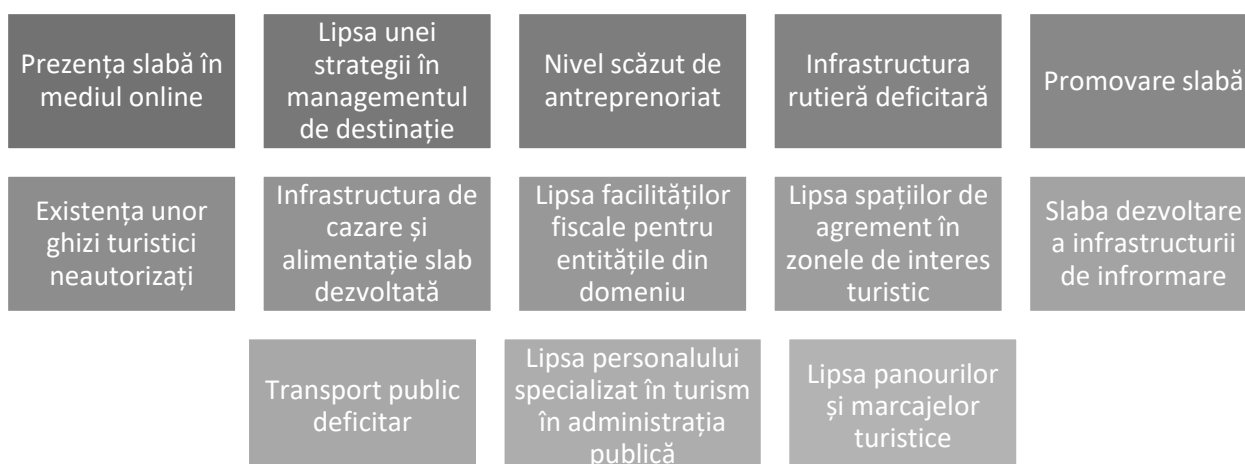 Prezența slabă în
mediul online
Lipsa unei
strategii în
managementul
de destinație
Nivel scăzut de
antreprenoriat
Infrastructura
rutieră deficitară
Promovare slabă
Existența unor
ghizi turistici
neautorizați
Infrastructura de
cazare și
alimentație slab
dezvoltată
Lipsa facilităților
fiscale pentru
entitățile din
domeniu
Lipsa spațiilor de
agrement în
zonele de interes
turistic
Slaba dezvoltare
a infrastructurii
de infrormare
Transport public
deficitar
Lipsa personalului
specializat în turism
în administrația
publică
Lipsa panourilor
și marcajelor
turistice